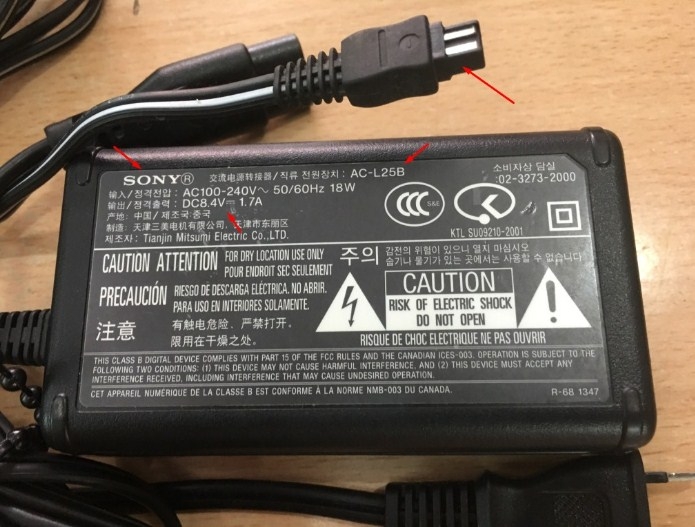 SONY® 交流电源转接器/직류 전원장치: AC-L25B
输入/정격전압: AC100-240V~ 50/60Hz 18W
输出/정격출력: DC8.4V⎓ 1.7A
产地: 中国/제조국:중국
制造: 天津三美电机有限公司, 天津市东丽区
제조자: Tianjin Mitsumi Electric Co.,LTD.
소비자상담실
:02-3273-2000
CCC S&E
K
KTL SU09210-2001
CAUTION ATTENTION FOR DRY LOCATION USE ONLY
POUR ENDROIT SEC SEULEMENT
주의 감전의 위험이 있으니 열지 마십시오
습기나 물기가 있는 곳에서는 사용할 수 없습니다.
PRECAUCIÓN RIESGO DE DESCARGA ELÉCTRICA, NO ABRIR.
PARA USO EN INTERIORES SOLAMENTE.
注意 有触电危险, 严禁打开。
限用在干燥之处。
CAUTION
RISK OF ELECTRIC SHOCK
DO NOT OPEN
RISQUE DE CHOC ELECTRIQUE NE PAS OUVRIR
THIS CLASS B DIGITAL DEVICE COMPLIES WITH PART 15 OF THE FCC RULES AND THE CANADIAN ICES-003. OPERATION IS SUBJECT TO THE
FOLLOWING TWO CONDITIONS: (1) THIS DEVICE MAY NOT CAUSE HARMFUL INTERFERENCE, AND (2) THIS DEVICE MUST ACCEPT ANY
INTERFERENCE RECEIVED, INCLUDING INTERFERENCE THAT MAY CAUSE UNDESIRED OPERATION.
CET APPAREIL NUMÉRIQUE DE LA CLASSE B EST CONFORME À LA NORME NMB-003 DU CANADA.
R-68 1347